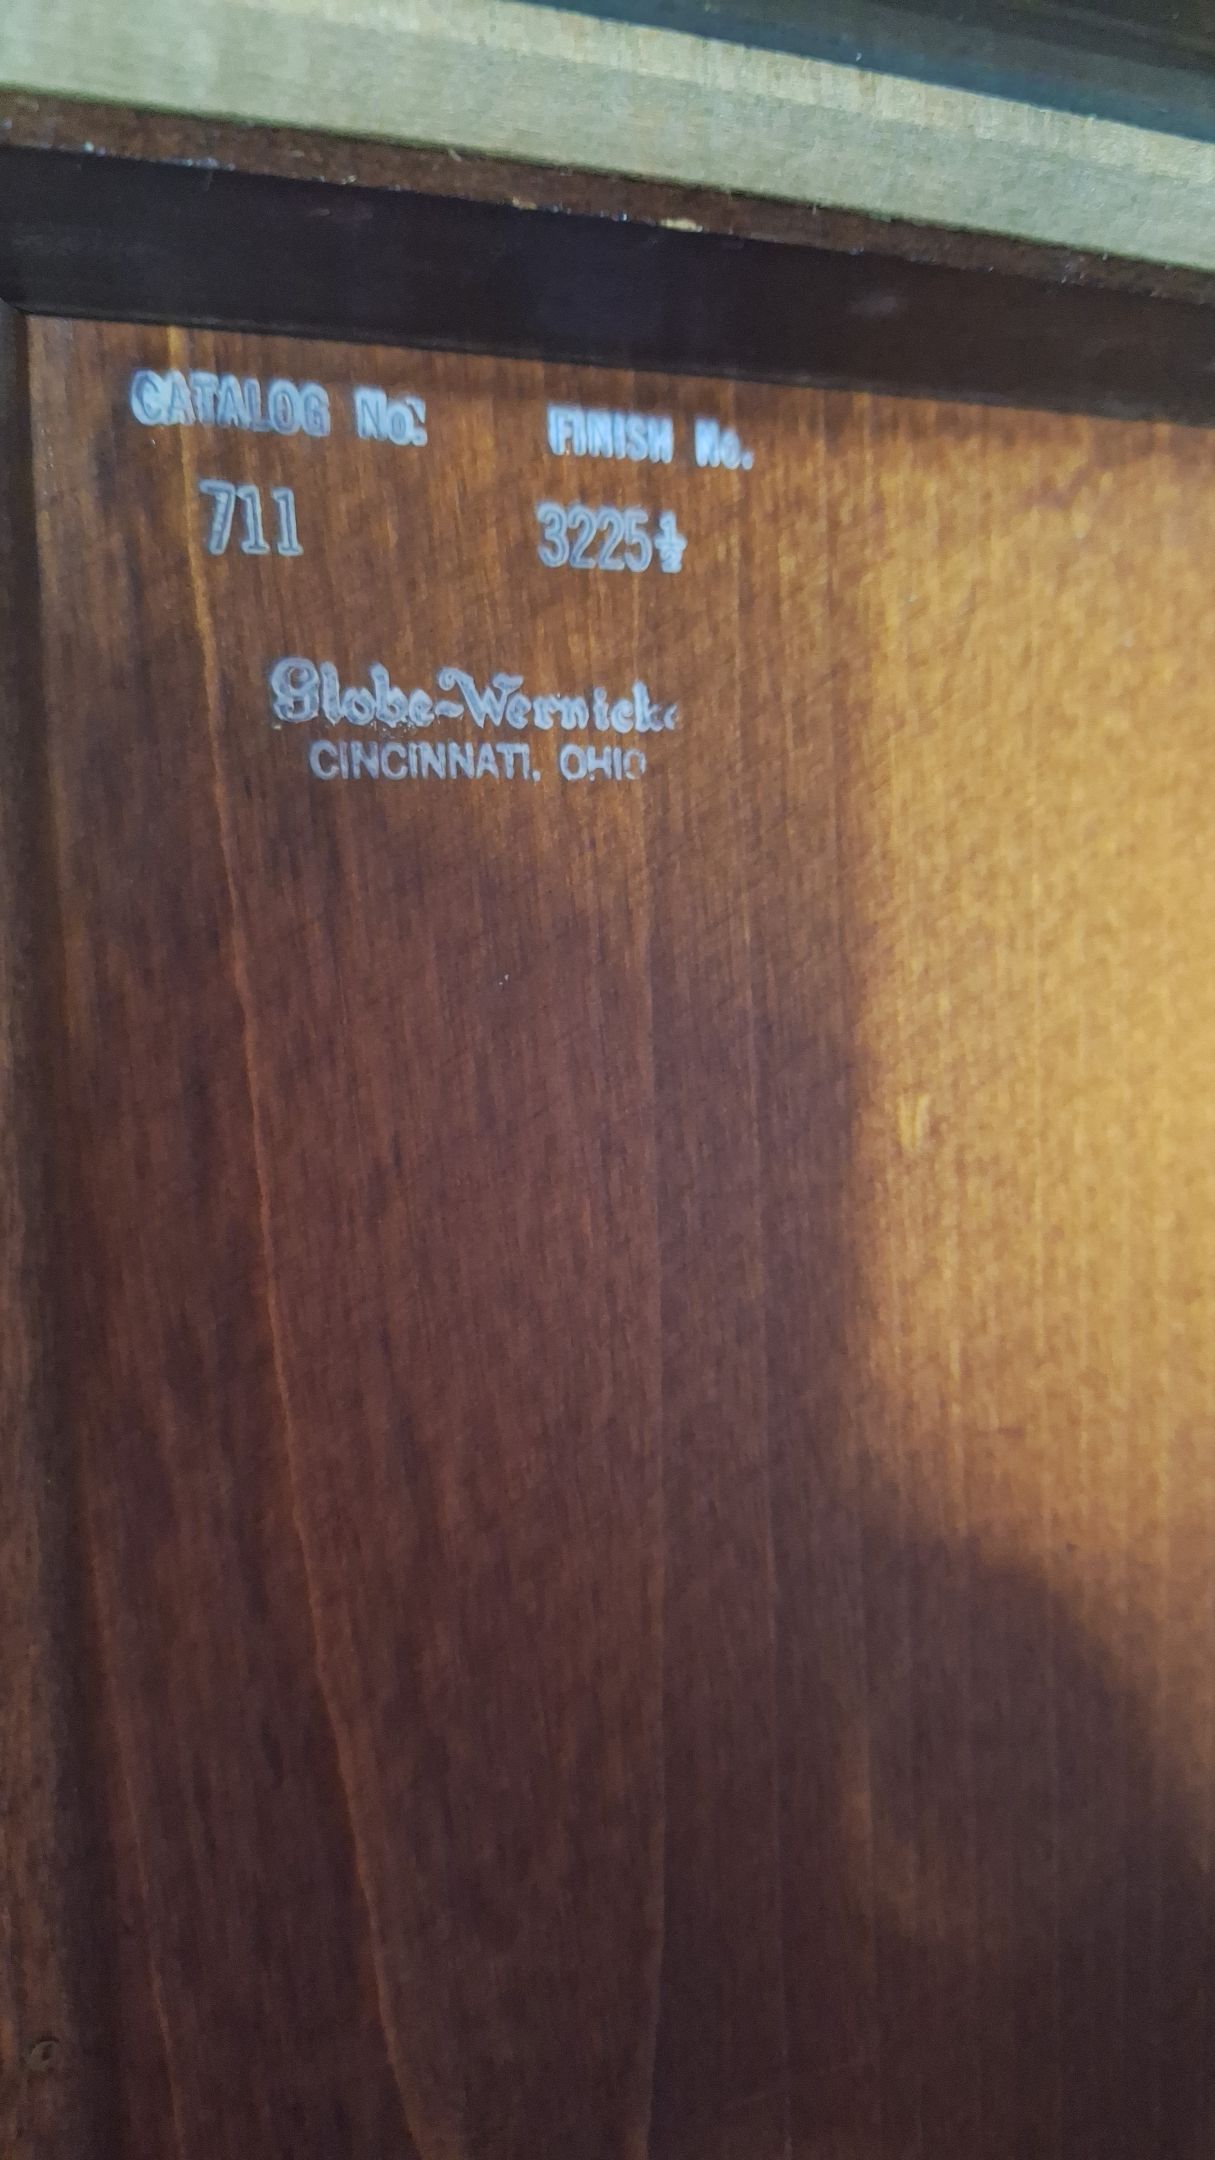 CATALOG No. FINISH No.
711 3225½
Globe-Wernicke
CINCINNATI, OHIO